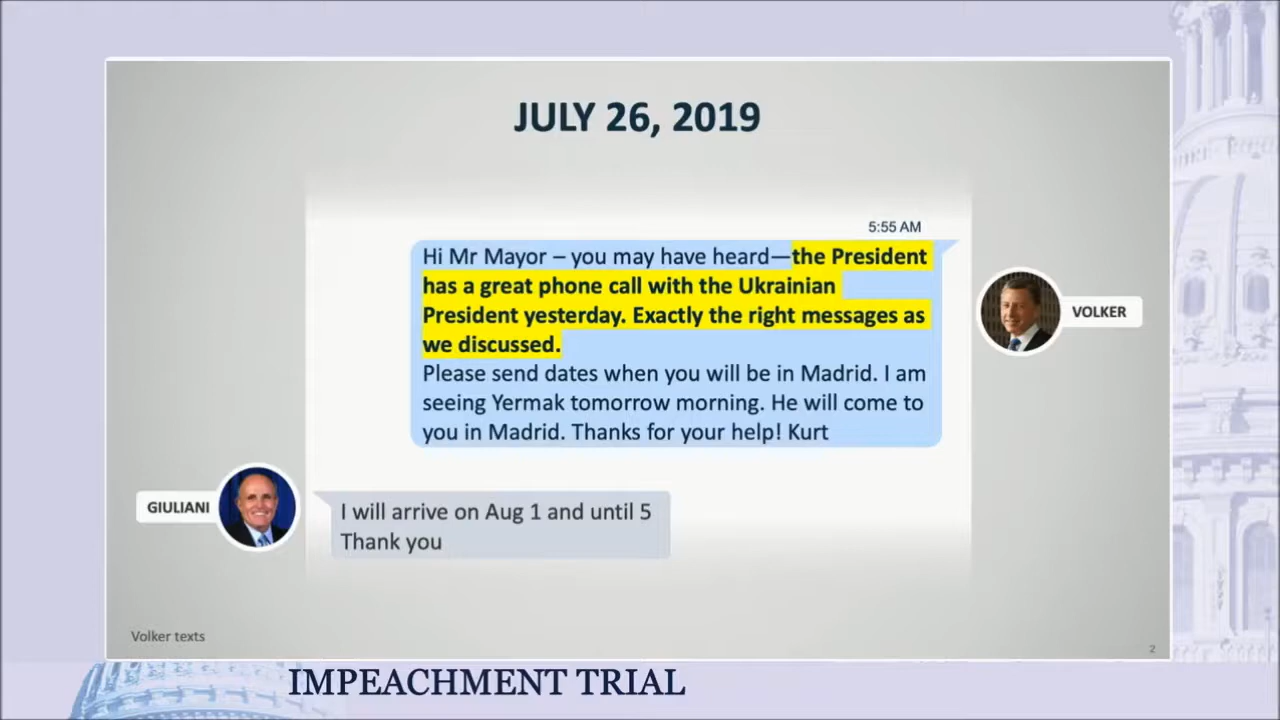 JULY 26, 2019
5:55 AM
Hi Mr Mayor – you may have heard—the President
has a great phone call with the Ukrainian
President yesterday. Exactly the right messages as
we discussed.
Please send dates when you will be in Madrid. I am
seeing Yermak tomorrow morning. He will come to
you in Madrid. Thanks for your help! Kurt
VOLKER
GIULIANI
I will arrive on Aug 1 and until 5
Thank you
Volker texts
2
IMPEACHMENT TRIAL